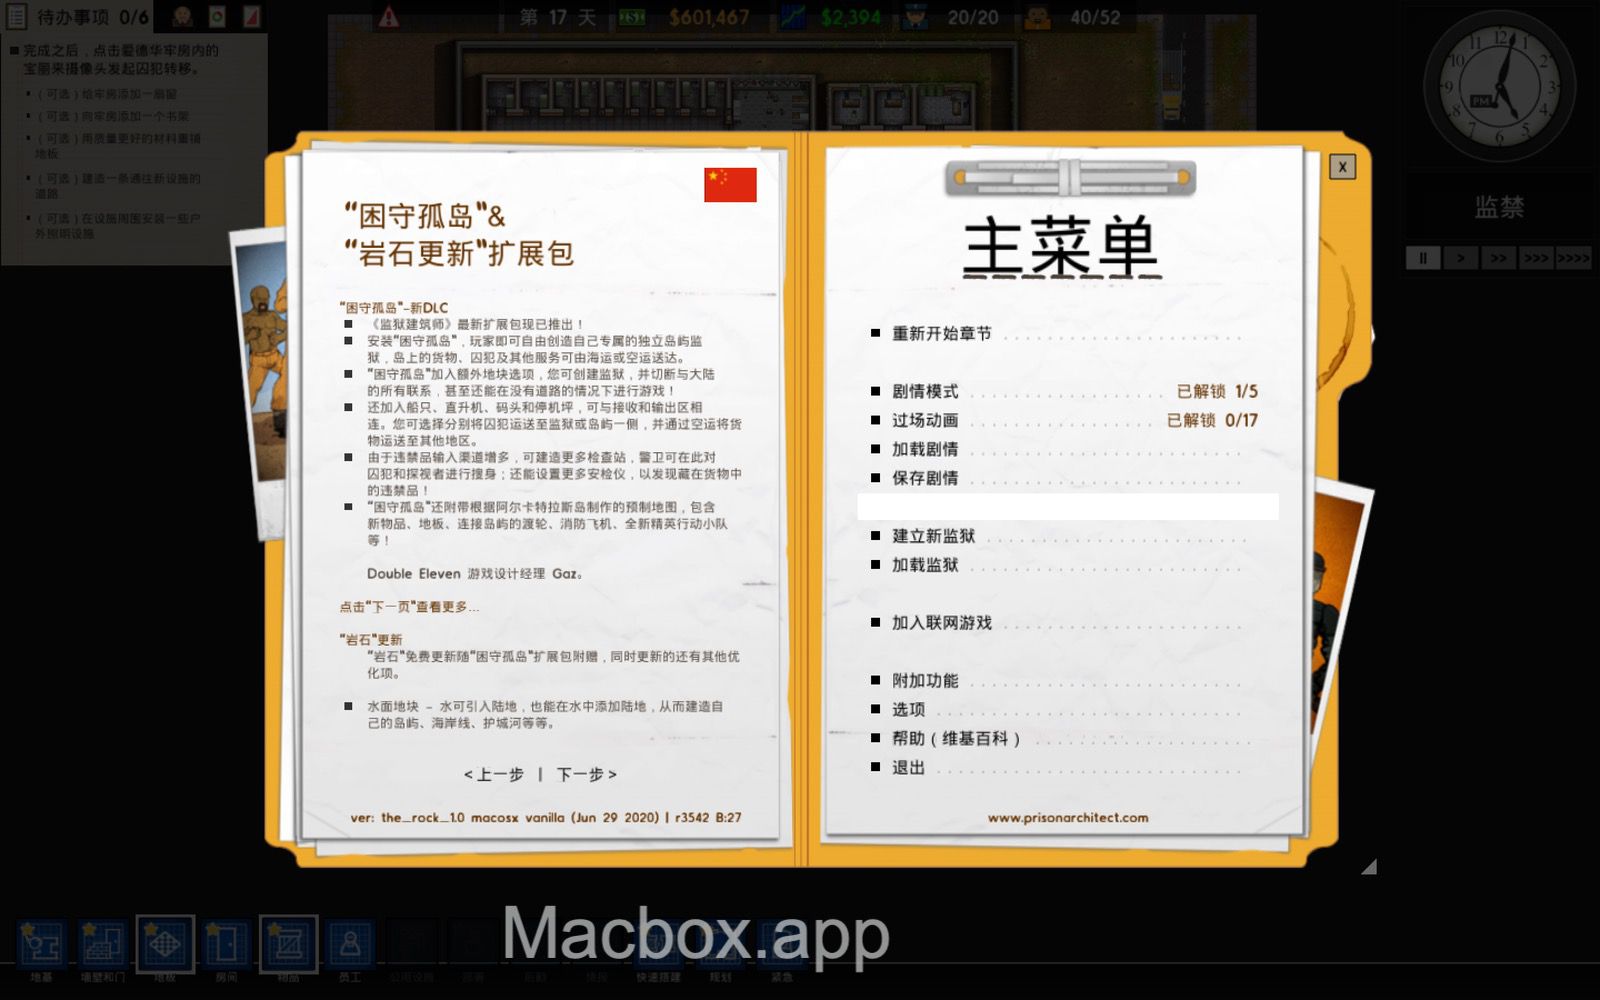 待办事项 0/6
第 17 天 $601,467 $2,394 20/20 40/52
完成之后，点击爱德华牢房内的
宝丽来摄像头发起囚犯转移。
（可选）给牢房添加一扇窗
（可选）向牢房添加一个书架
（可选）用质量更好的材料重铺
地板
（可选）建造一条通往新设施的
道路
（可选）在设施周围安装一些户
外照明设施
PM
监禁
X
“困守孤岛”&
“岩石更新”扩展包
“困守孤岛”-新DLC
《监狱建筑师》最新扩展包现已推出！
安装“困守孤岛”，玩家即可自由创造自己专属的独立岛屿监
狱，岛上的货物、囚犯及其他服务可由海运或空运送达。
“困守孤岛”加入额外地块选项，您可创建监狱，并切断与大陆
的所有联系，甚至还能在没有道路的情况下进行游戏！
还加入船只、直升机、码头和停机坪，可与接收和输出区相
连。您可选择分别将囚犯运送至监狱或岛屿一侧，并通过空运将货
物运送至其他地区。
由于违禁品输入渠道增多，可建造更多检查站，警卫可在此对
囚犯和探视者进行搜身；还能设置更多安检仪，以发现藏在货物中
的违禁品！
“困守孤岛”还附带根据阿尔卡特拉斯岛制作的预制地图，包含
新物品、地板、连接岛屿的渡轮、消防飞机、全新精英行动小队
等！
Double Eleven 游戏设计经理 Gaz。
点击“下一页”查看更多...
“岩石”更新
“岩石”免费更新随“困守孤岛”扩展包附赠，同时更新的还有其他优
化项。
水面地块 - 水可引入陆地，也能在水中添加陆地，从而建造自
己的岛屿、海岸线、护城河等等。
<上一步 | 下一步>
ver: the_rock_1.0 macosx vanilla (Jun 29 2020) | r3542 B:27
主菜单
重新开始章节
剧情模式 已解锁 1/5
过场动画 已解锁 0/17
加载剧情
保存剧情
建立新监狱
加载监狱
加入联网游戏
附加功能
选项
帮助（维基百科）
退出
www.prisonarchitect.com
Macbox.app
地基 墙壁和门 地板 房间 物品 员工 快速搭建 规划 紧急